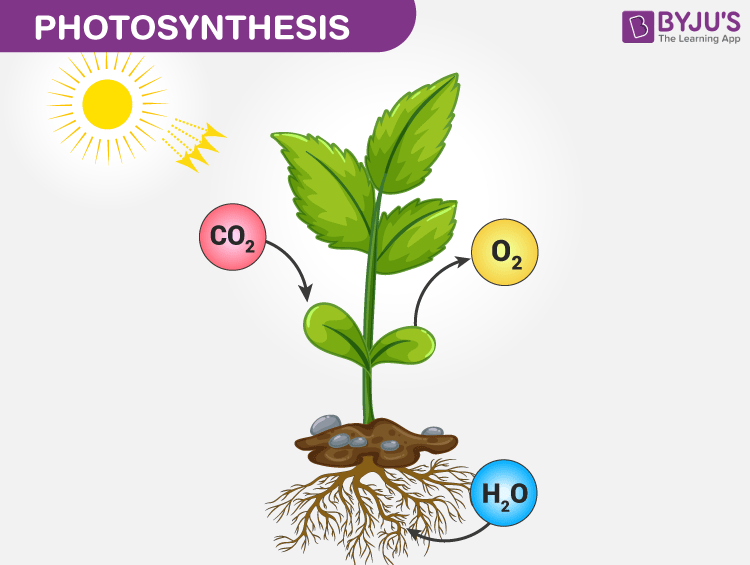 PHOTOSYNTHESIS
BYJU'S
The Learning App
CO₂
O₂
H₂O